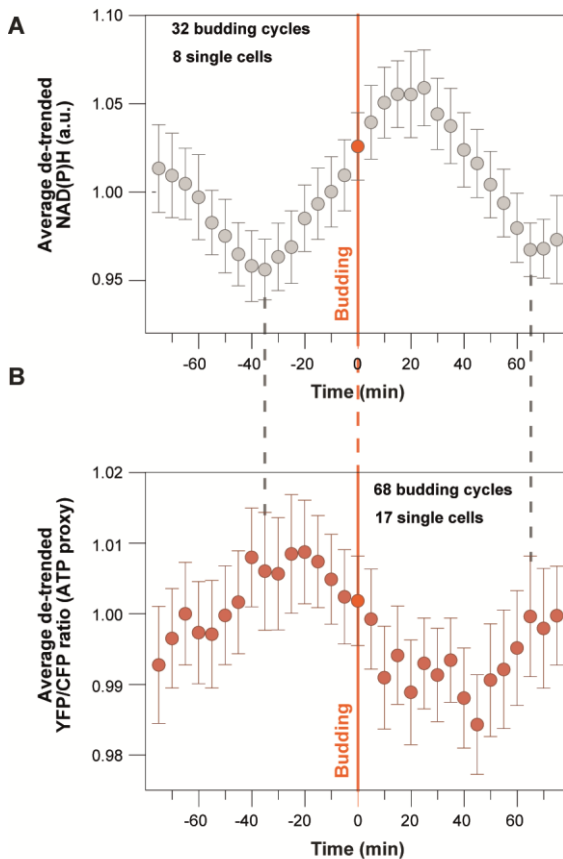 A
32 budding cycles
8 single cells
Average de-trended
NAD(P)H (a.u.)
1.10
1.05
1.00
0.95
Budding
-60 -40 -20 0 20 40 60
Time (min)
B
68 budding cycles
17 single cells
Average de-trended
YFP/CFP ratio (ATP proxy)
1.02
1.01
1.00
0.99
0.98
Budding
-60 -40 -20 0 20 40 60
Time (min)